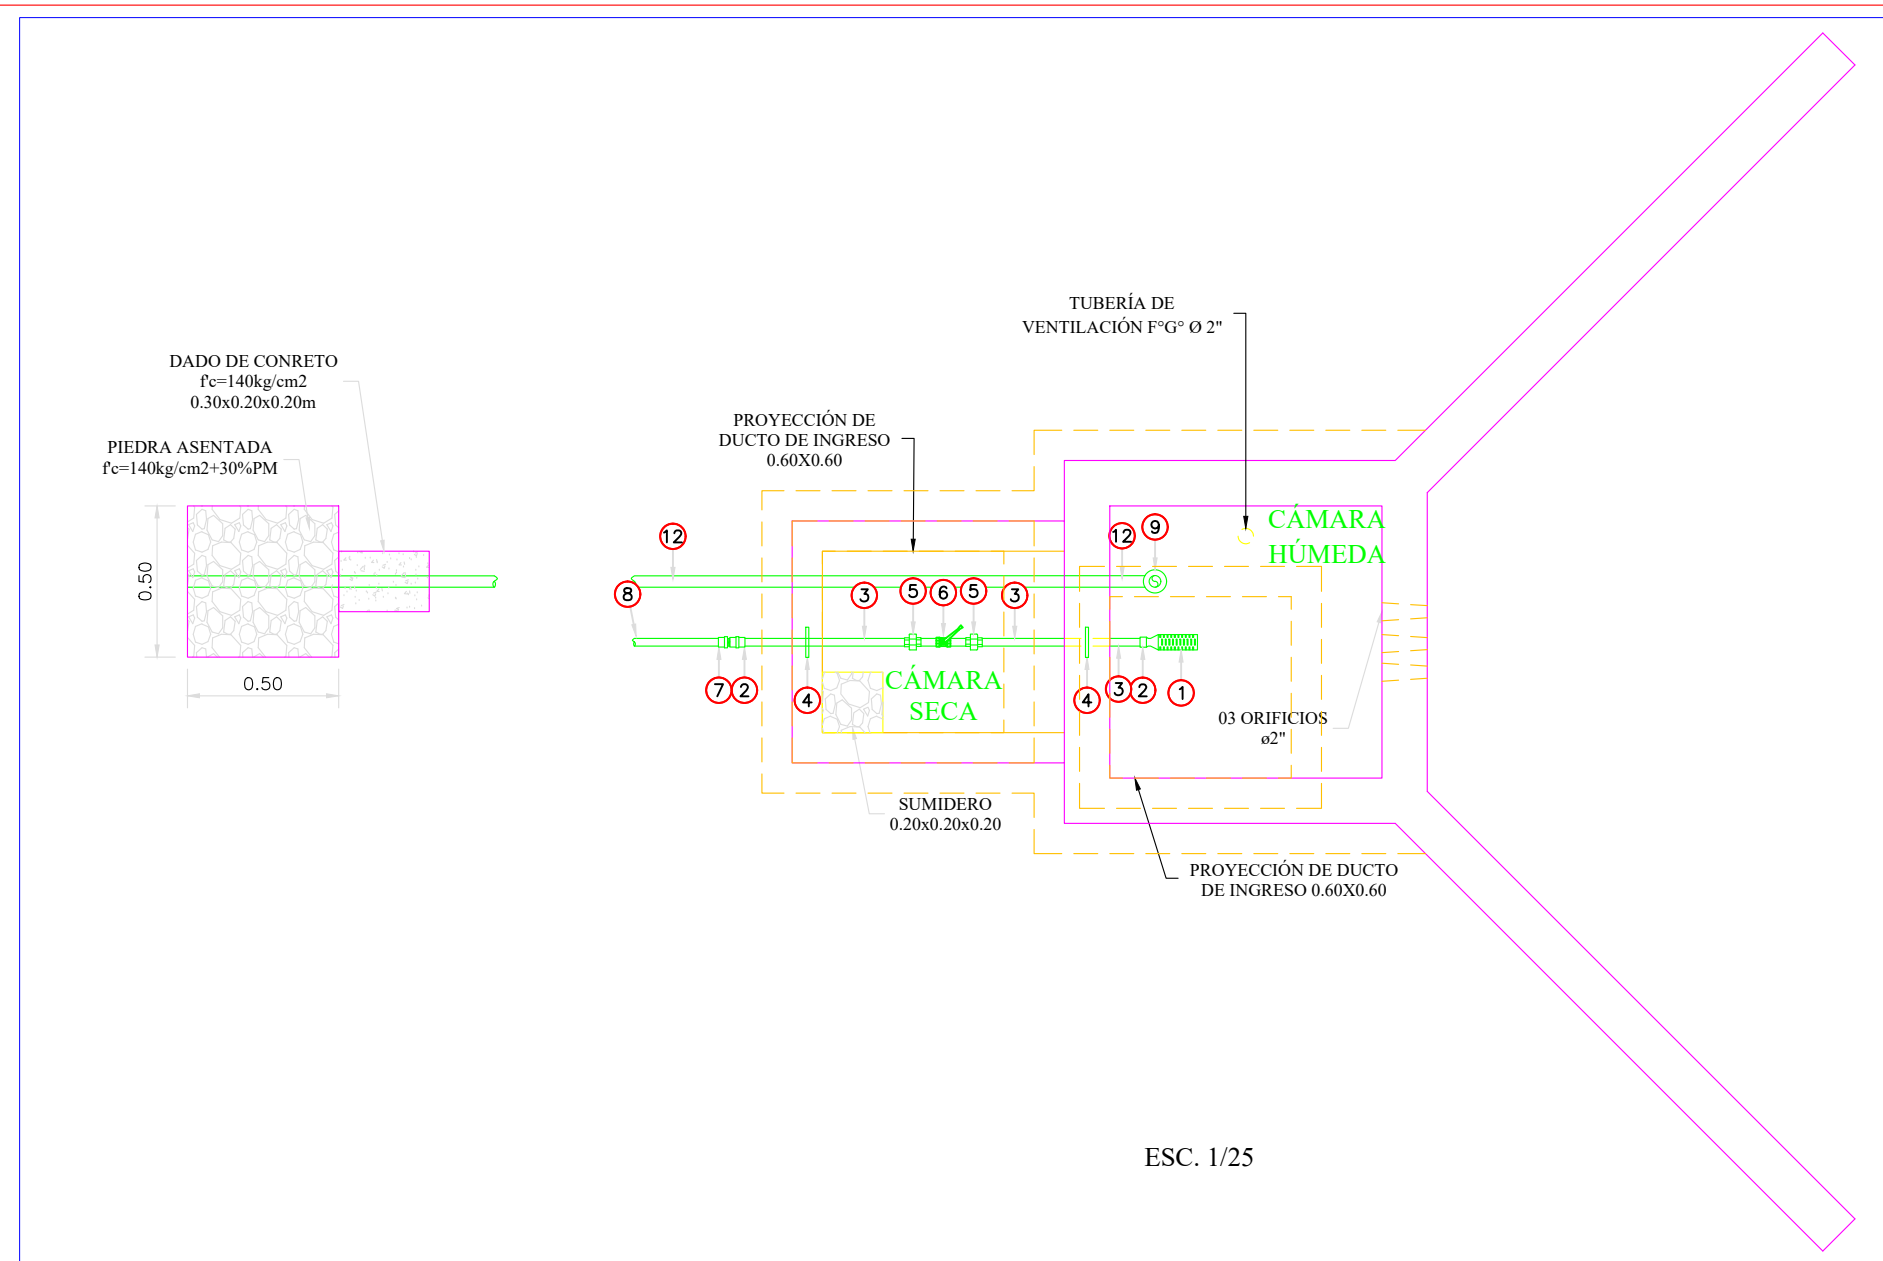 TUBERÍA DE
VENTILACIÓN F°G° Ø 2"
DADO DE CONRETO
f'c=140kg/cm2
0.30x0.20x0.20m
PIEDRA ASENTADA
f'c=140kg/cm2+30%PM
PROYECCIÓN DE
DUCTO DE INGRESO
0.60X0.60
CÁMARA
HÚMEDA
12
12
9
8
3
5
6
5
3
0.50
0.50
7
2
4
CÁMARA
SECA
4
3
2
1
03 ORIFICIOS
ø2"
SUMIDERO
0.20x0.20x0.20
PROYECCIÓN DE DUCTO
DE INGRESO 0.60X0.60
ESC. 1/25